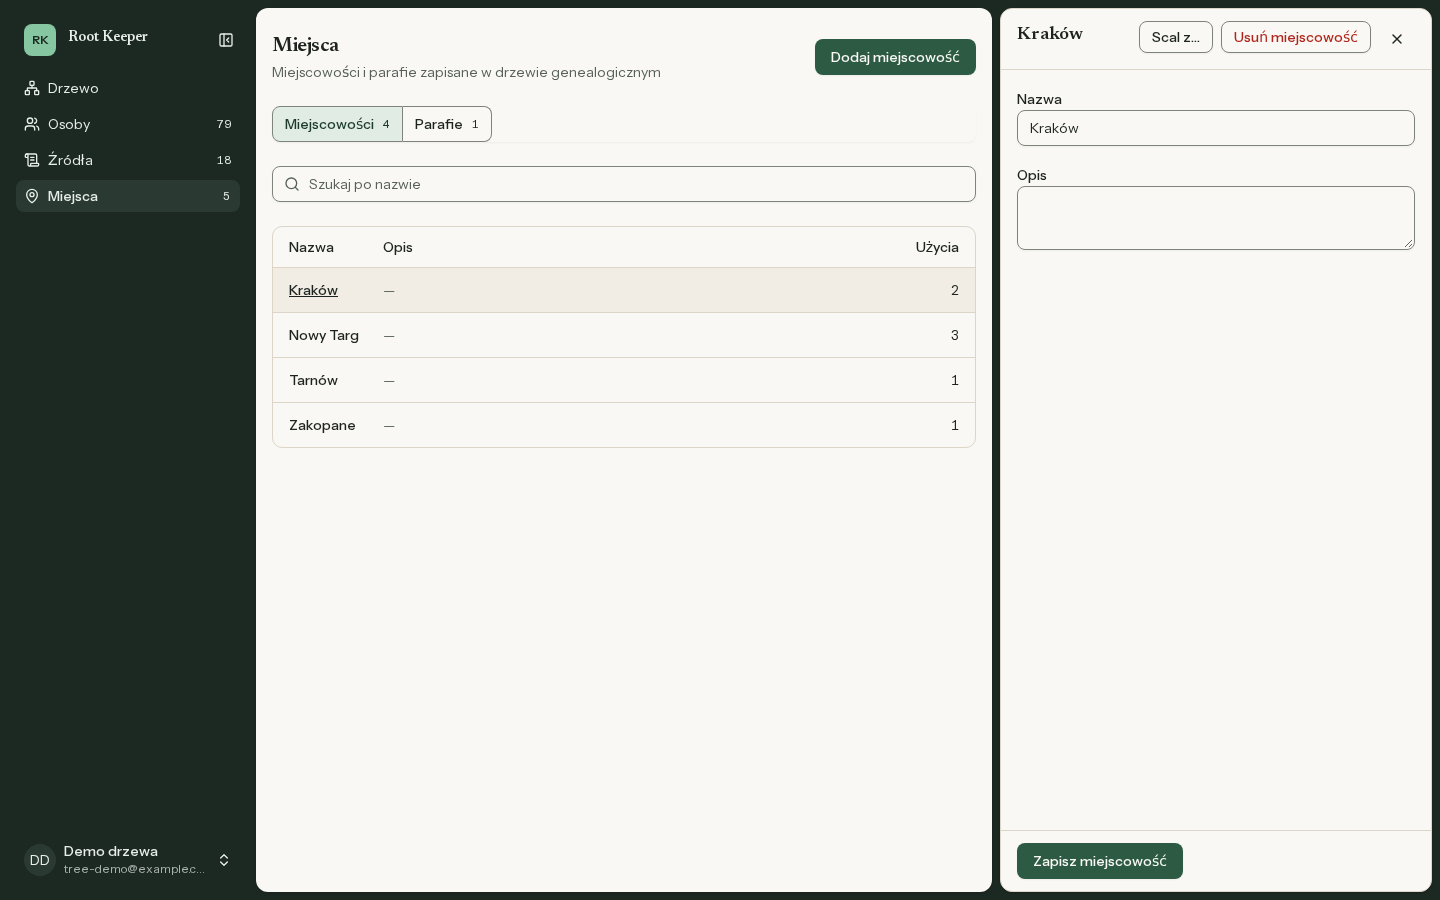 RK
Root Keeper
Drzewo
Osoby 79
Źródła 18
Miejsca 5
DD
Demo drzewa
tree-demo@example.c...
Miejsca
Miejscowości i parafie zapisane w drzewie genealogicznym
Dodaj miejscowość
Miejscowości 4
Parafie 1
Szukaj po nazwie
Nazwa Opis Użycia
Kraków — 2
Nowy Targ — 3
Tarnów — 1
Zakopane — 1
Kraków
Scal z...
Usuń miejscowość
Nazwa
Kraków
Opis
Zapisz miejscowość